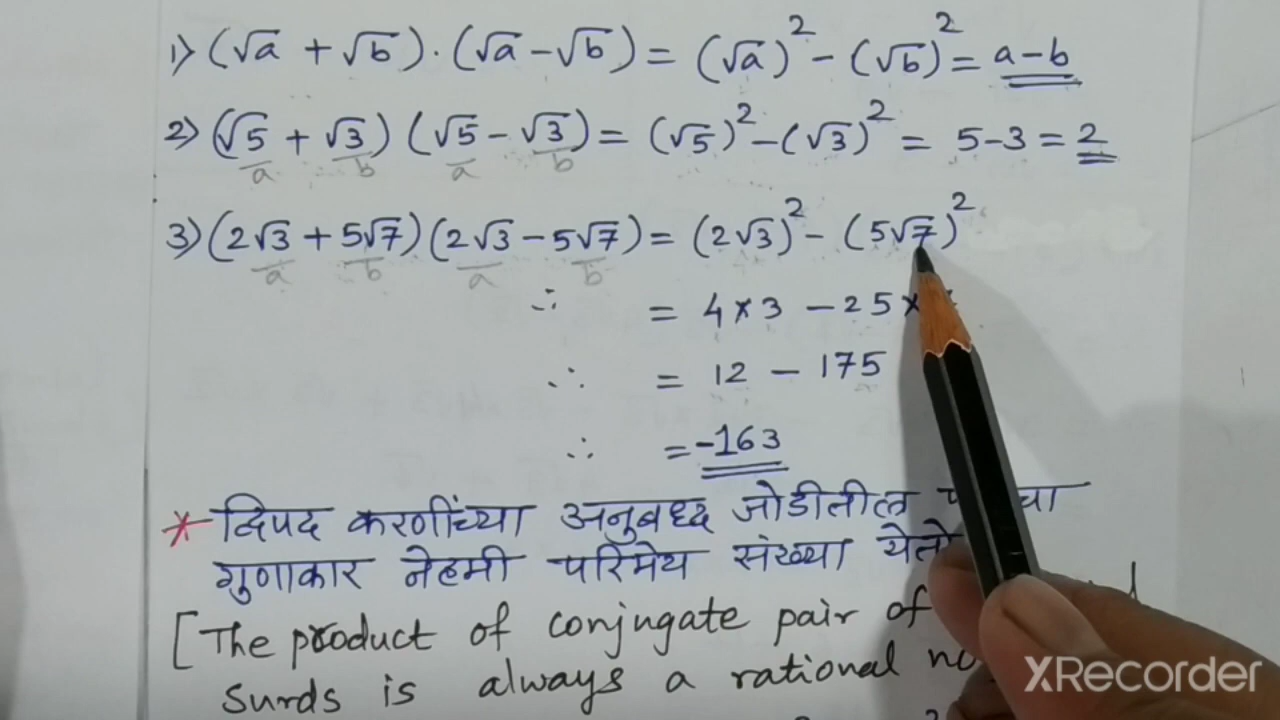 1) (√a + √b) · (√a - √b) = (√a)² - (√b)² = a-b
2) (√5 + √3) (√5 - √3) = (√5)² - (√3)² = 5-3 = 2
a b a b
3) (2√3 + 5√7) (2√3 - 5√7) = (2√3)² - (5√7)²
a b a b
∴ = 4×3 - 25×
∴ = 12 - 175
∴ = -163
* द्विपद करणींच्या अनुबध्द जोडीतील
गुणाकार नेहमी परिमेय संख्या येतो
[The product of conjugate pair of
surds is always a rational
XRecorder